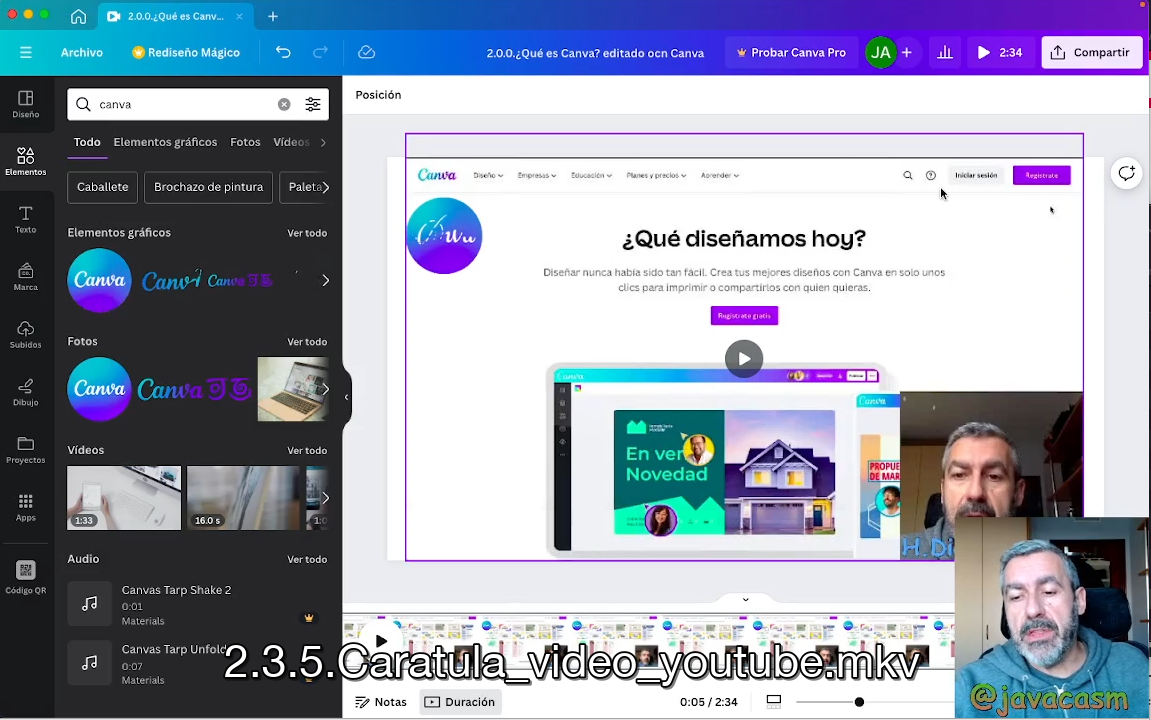 2.0.0.¿Qué es Canv...
Archivo
Rediseño Mágico
2.0.0.¿Qué es Canva? editado ocn Canva
Probar Canva Pro
JA
2:34
Compartir
Diseño
Elementos
Texto
Marca
Subidos
Dibujo
Proyectos
Apps
Código QR
canva
Todo
Elementos gráficos
Fotos
Vídeos
Caballete
Brochazo de pintura
Paleta
Elementos gráficos
Ver todo
Canva
Canva
Canva
Fotos
Ver todo
Canva
Canva
Vídeos
Ver todo
1:33
16.0 s
Audio
Ver todo
Canvas Tarp Shake 2
0:01
Materials
Canvas Tarp Unfold
0:07
Materials
Posición
Canva
Diseño
Empresas
Educación
Planes y precios
Aprender
Iniciar sesión
Regístrate
¿Qué diseñamos hoy?
Diseñar nunca había sido tan fácil. Crea tus mejores diseños con Canva en solo unos
clics para imprimir o compartirlos con quien quieras.
Regístrate gratis
Canva
En ven
Novedad
Canva
PROPUE
DE MAR
2.3.5.Caratula_video_youtube.mkv
Notas
Duración
0:05 / 2:34
@javacasm